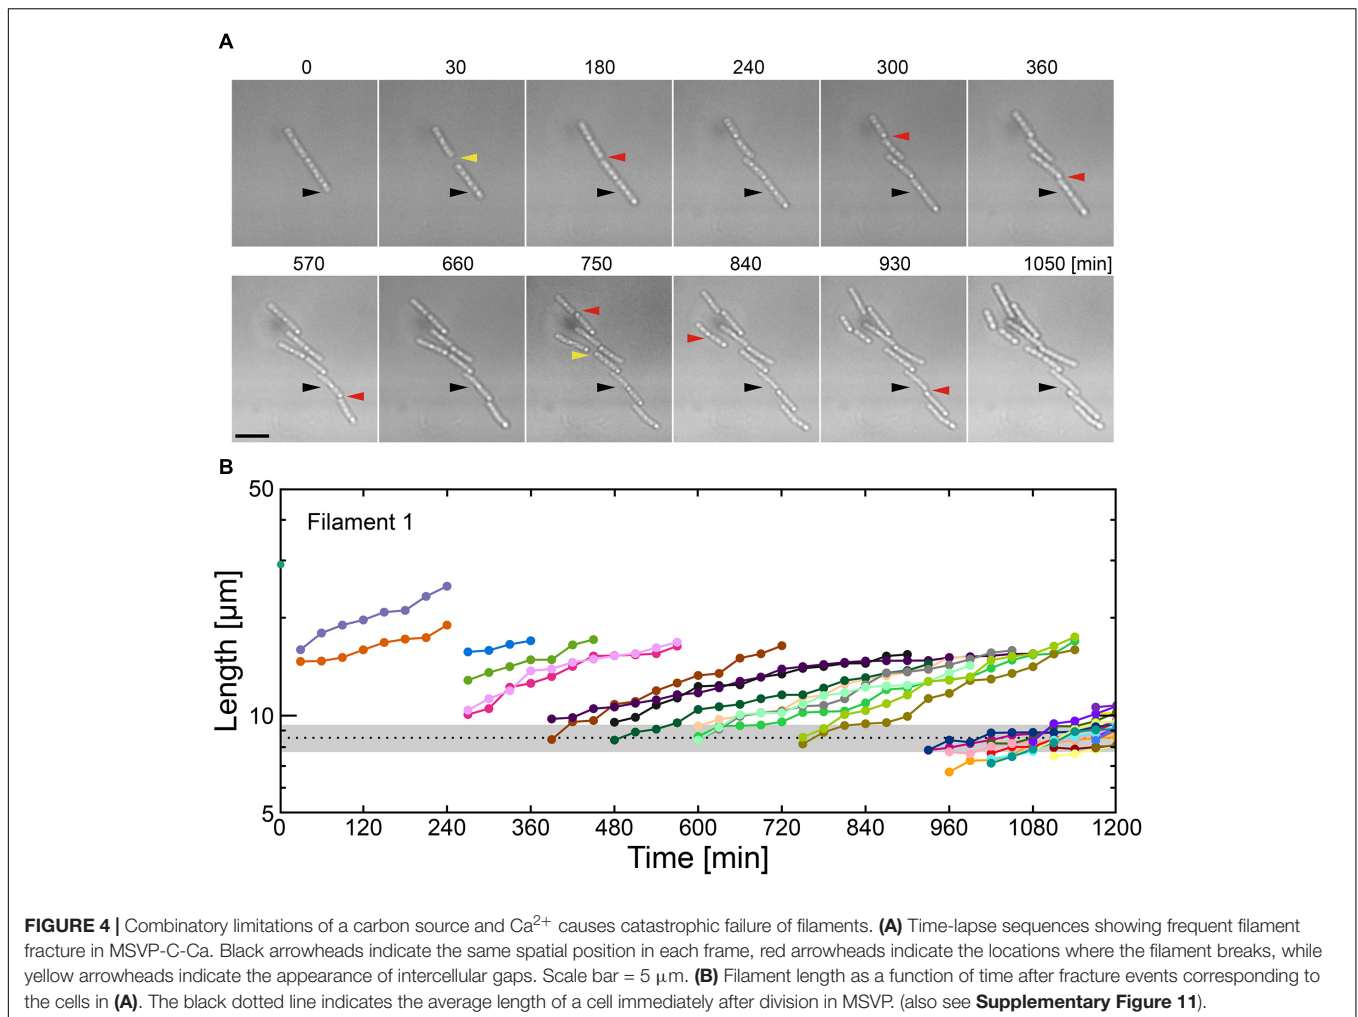 A
0 30 180 240 300 360
570 660 750 840 930 1050 [min]
B
50
Filament 1
Length [μm]
10
5
0 120 240 360 480 600 720 840 960 1080 1200
Time [min]
FIGURE 4 | Combinatory limitations of a carbon source and Ca2+ causes catastrophic failure of filaments. (A) Time-lapse sequences showing frequent filament
fracture in MSVP-C-Ca. Black arrowheads indicate the same spatial position in each frame, red arrowheads indicate the locations where the filament breaks, while
yellow arrowheads indicate the appearance of intercellular gaps. Scale bar = 5 μm. (B) Filament length as a function of time after fracture events corresponding to
the cells in (A). The black dotted line indicates the average length of a cell immediately after division in MSVP. (also see Supplementary Figure 11).